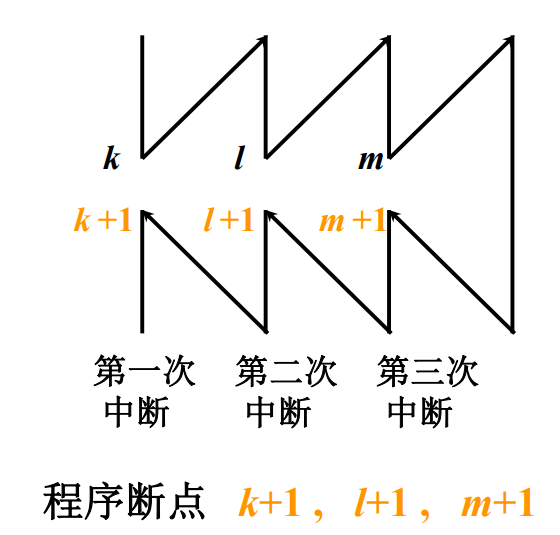 k l m
k+1 l+1 m+1
第一次 第二次 第三次
中断 中断 中断
程序断点 k+1， l+1， m+1